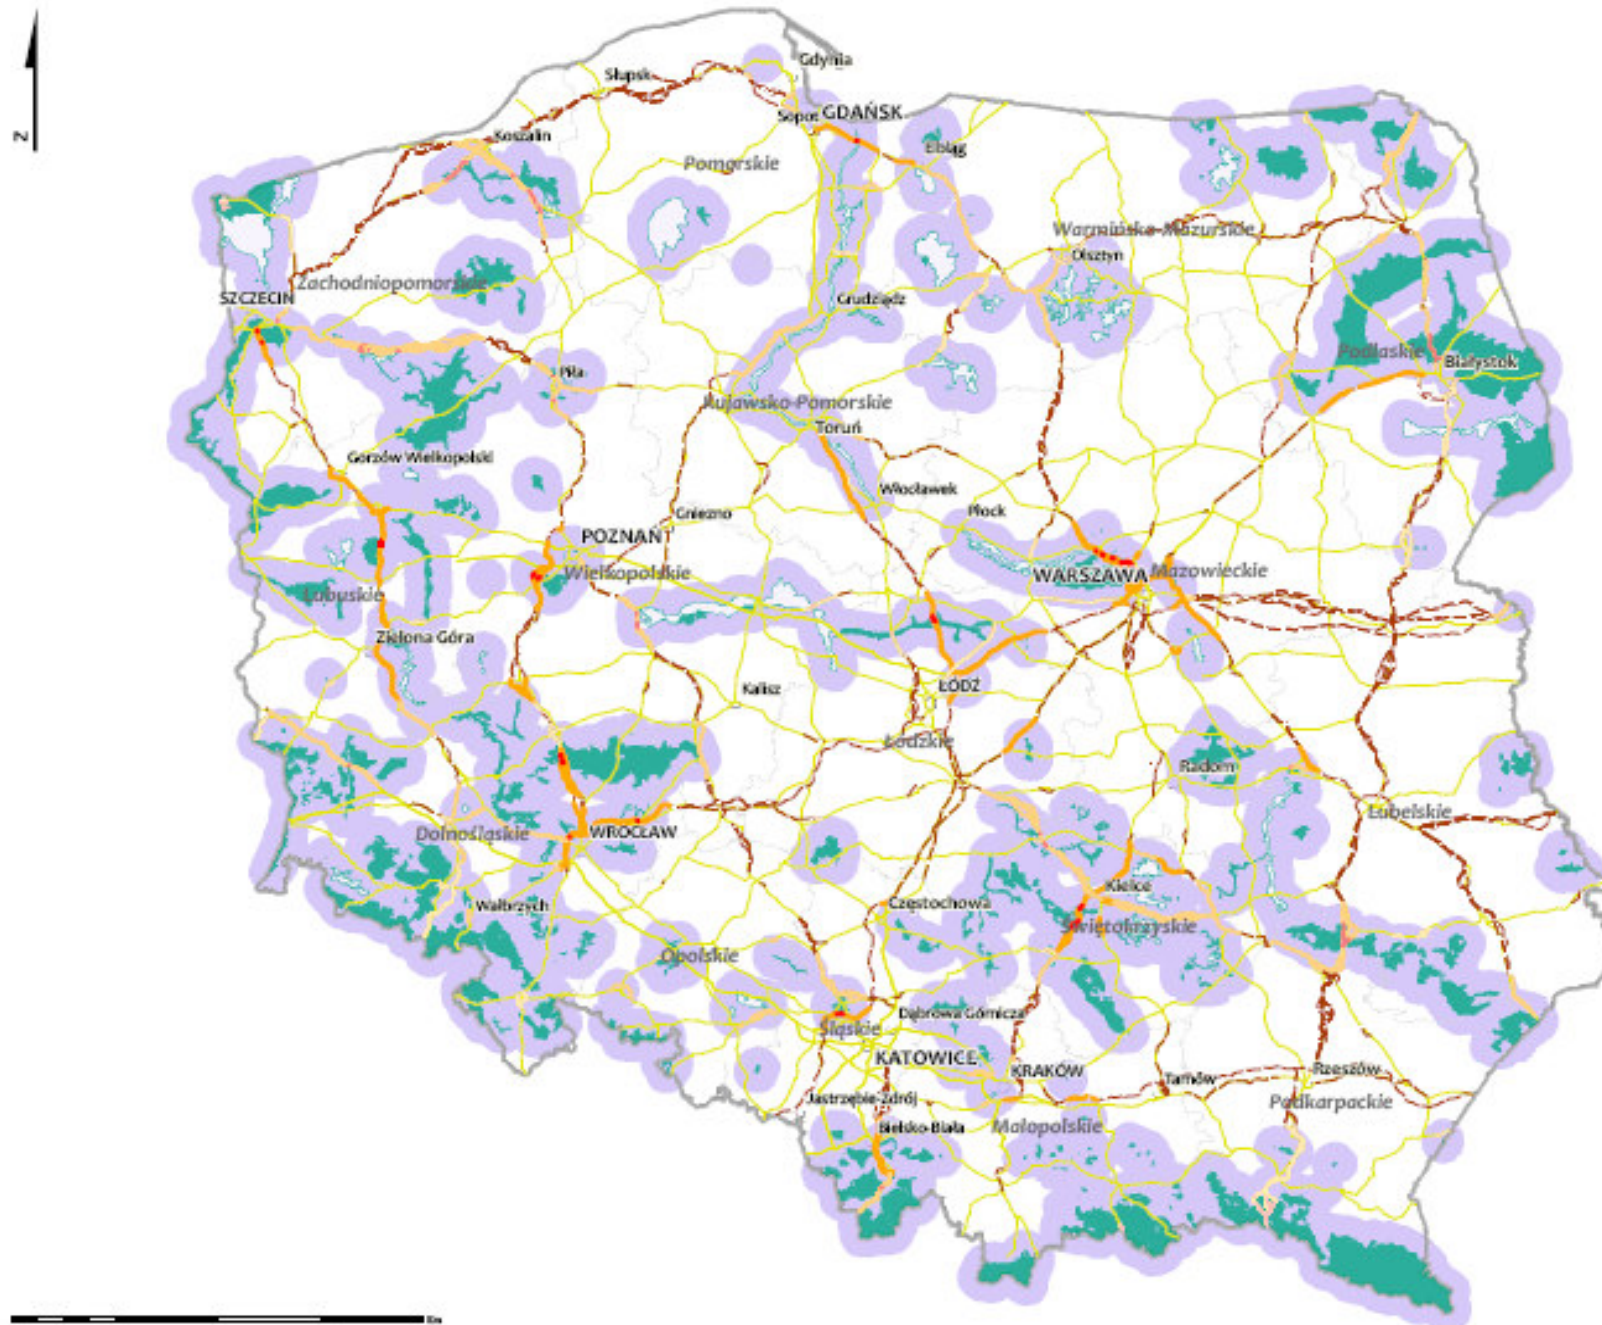 Gdynia
Słupsk
Sopot
GDAŃSK
Koszalin
Elbląg
Pomorskie
N
Warmińsko-Mazurskie
Olsztyn
Zachodniopomorskie
SZCZECIN
Grudziądz
Podlaskie
Białystok
Piła
Kujawsko-Pomorskie
Toruń
Gorzów Wielkopolski
Włocławek
Płock
Gniezno
POZNAŃ
Wielkopolskie
WARSZAWA
Mazowieckie
Lubuskie
Zielona Góra
Kalisz
ŁÓDŹ
Łódzkie
Radom
Lubelskie
Dolnośląskie
WROCŁAW
Kielce
Wałbrzych
Częstochowa
Świętokrzyskie
Opolskie
Dąbrowa Górnicza
Śląskie
KATOWICE
KRAKÓW
Tarnów
Rzeszów
Jastrzębie-Zdrój
Podkarpackie
Bielsko-Biała
Małopolskie
Km